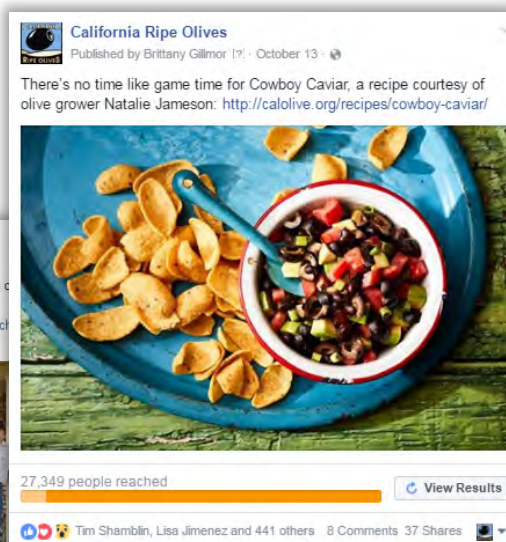 California Ripe Olives
Published by Brittany Gillmor [?] · October 13 ·
There's no time like game time for Cowboy Caviar, a recipe courtesy of
olive grower Natalie Jameson: http://calolive.org/recipes/cowboy-caviar/
27,349 people reached
View Results
Tim Shamblin, Lisa Jimenez and 441 others 8 Comments 37 Shares
RIPE OLIVES